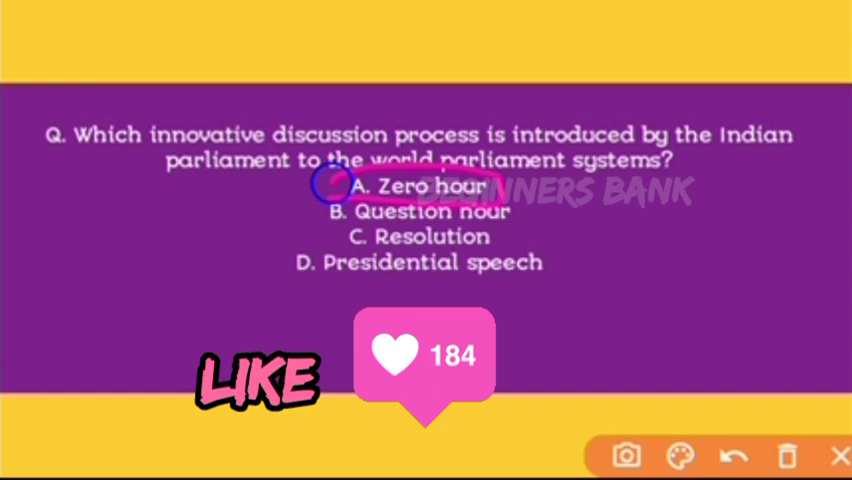 Q. Which innovative discussion process is introduced by the Indian
parliament to the world parliament systems?
A. Zero hour
BEGINNERS BANK
B. Question hour
C. Resolution
D. Presidential speech
LIKE
184